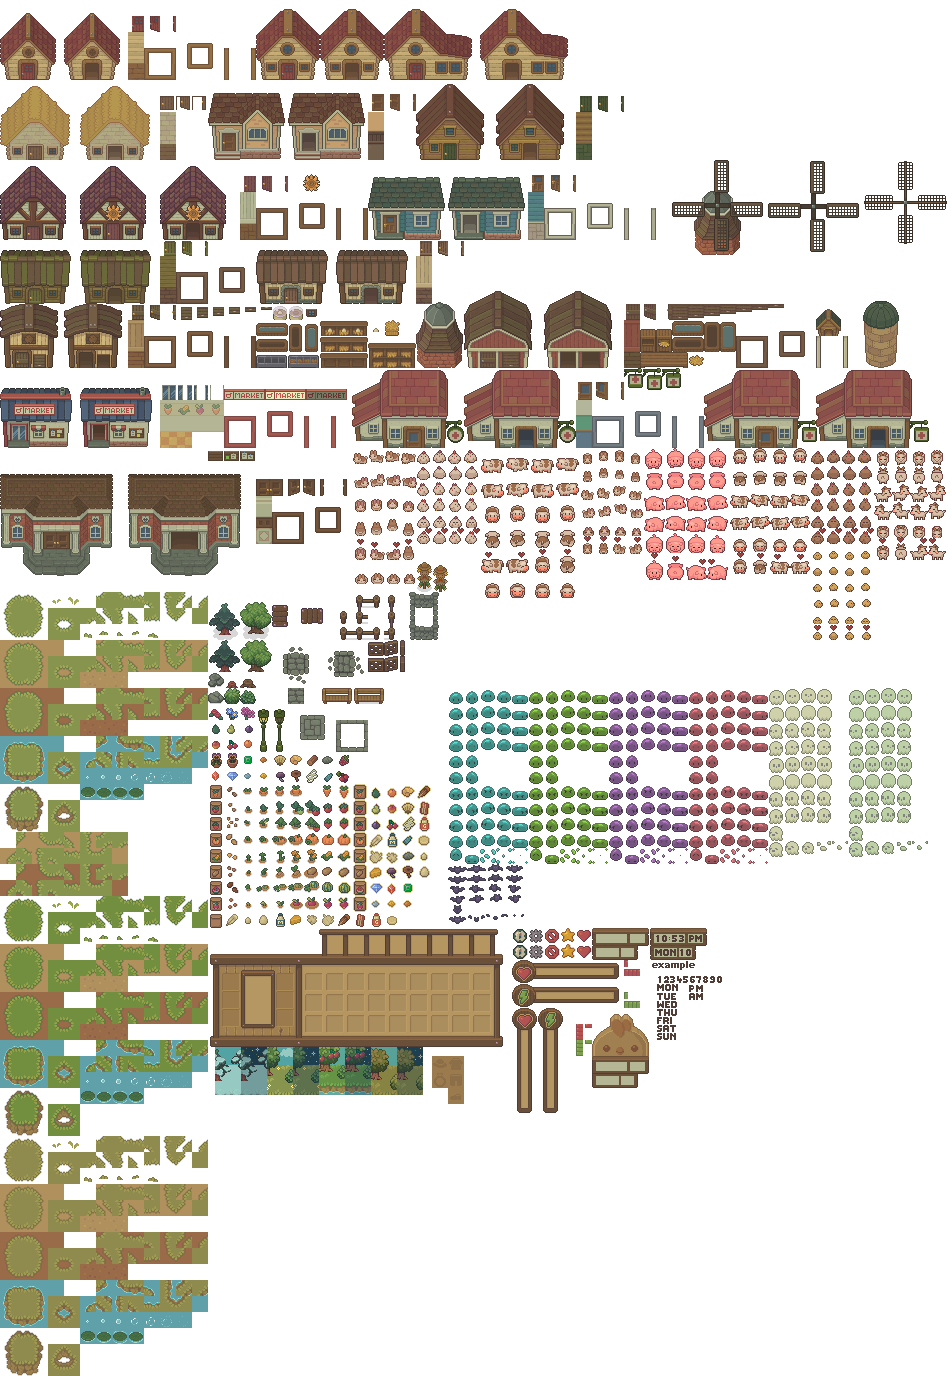 MARKET MARKET MARKET
MARKET MARKET
10:53 PM
MON 10
example
1234567890
MON PM
TUE AM
WED
THU
FRI
SAT
SUN